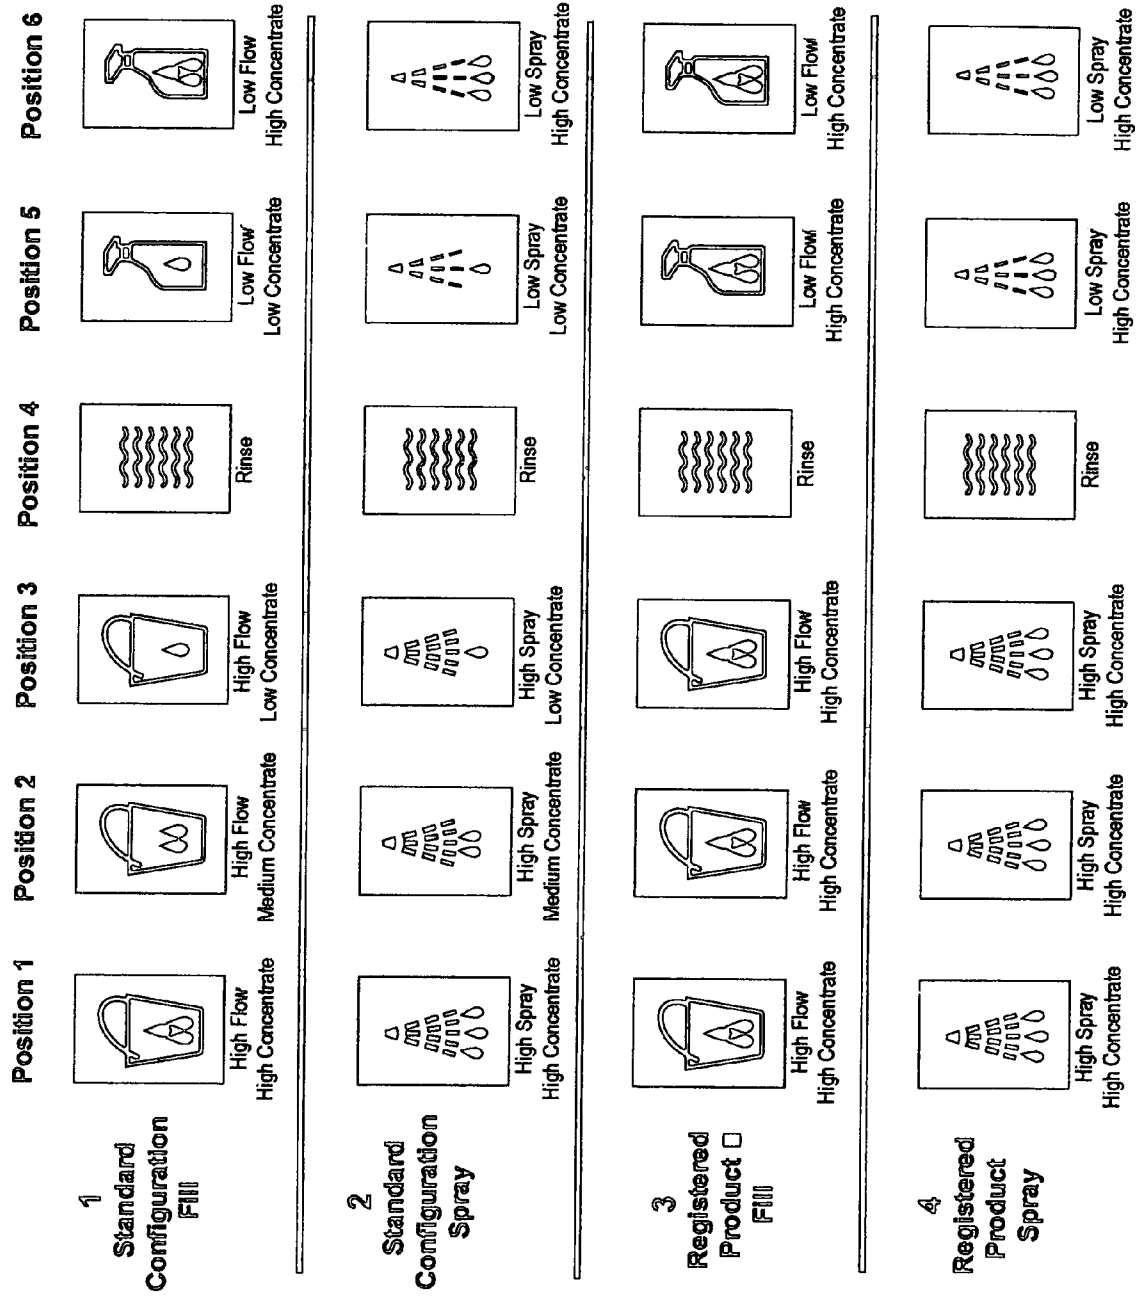 Position 1
Position 2
Position 3
Position 4
Position 5
Position 6
1
Standard
Configuration
Fill
High Flow
High Concentrate
High Flow
Medium Concentrate
High Flow
Low Concentrate
Rinse
Low Flow/
Low Concentrate
Low Flow
High Concentrate
2
Standard
Configuration
Spray
High Spray
High Concentrate
High Spray
Medium Concentrate
High Spray
Low Concentrate
Rinse
Low Spray
Low Concentrate
Low Spray
High Concentrate
3
Registered
Product □
Fill
High Flow
High Concentrate
High Flow
High Concentrate
High Flow
High Concentrate
Rinse
Low Flow/
High Concentrate
Low Flow/
High Concentrate
4
Registered
Product
Spray
High Spray
High Concentrate
High Spray
High Concentrate
High Spray
High Concentrate
Rinse
Low Spray
High Concentrate
Low Spray
High Concentrate